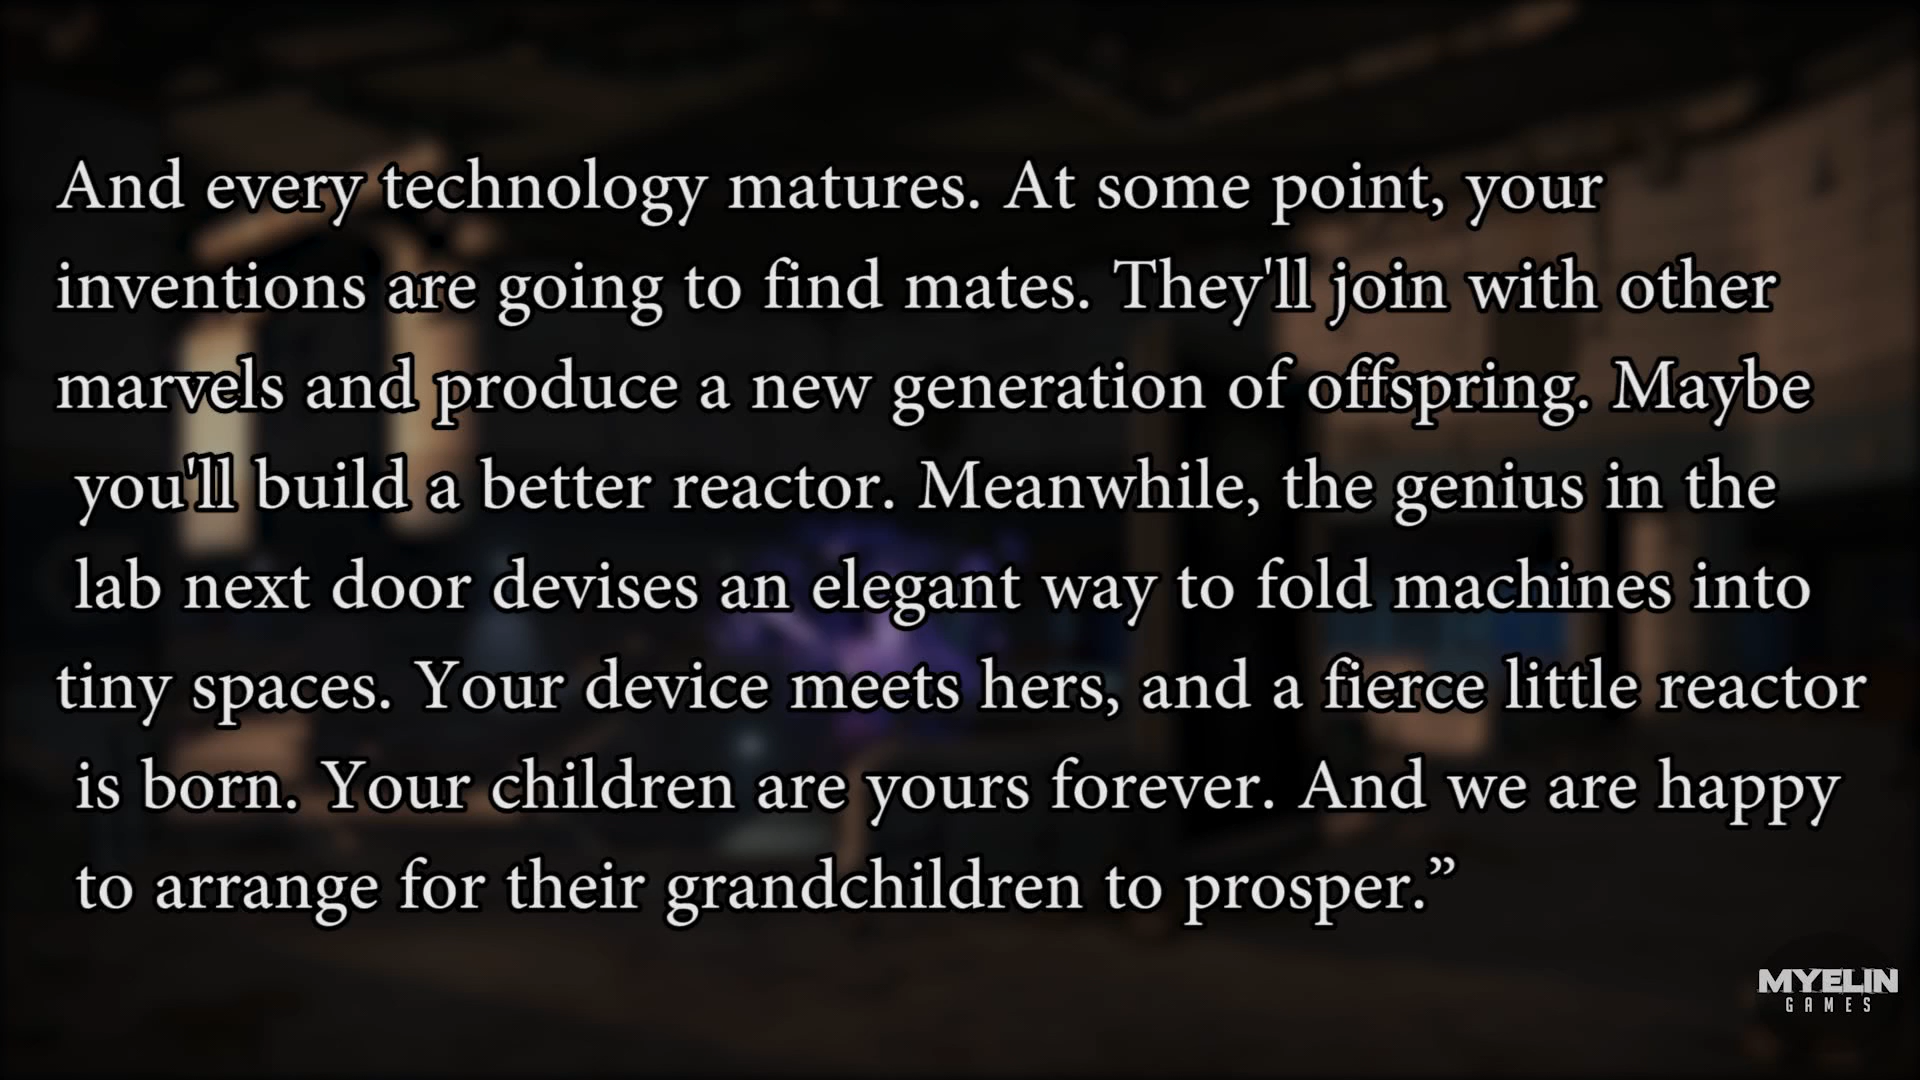 And every technology matures. At some point, your
inventions are going to find mates. They'll join with other
marvels and produce a new generation of offspring. Maybe
you'll build a better reactor. Meanwhile, the genius in the
lab next door devises an elegant way to fold machines into
tiny spaces. Your device meets hers, and a fierce little reactor
is born. Your children are yours forever. And we are happy
to arrange for their grandchildren to prosper.”
MYELIN
GAMES